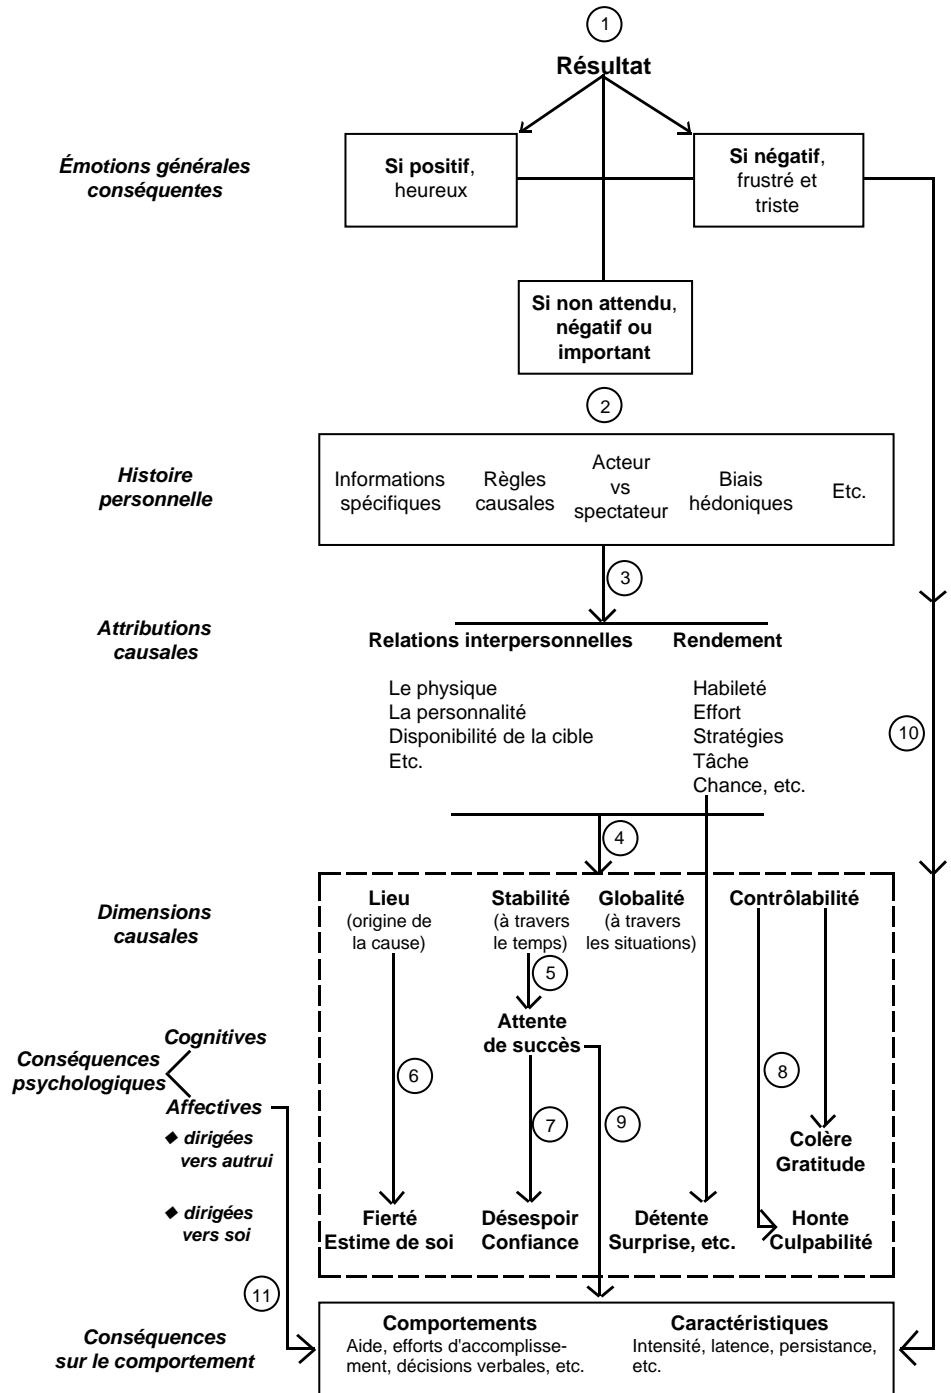 1
Résultat
Émotions générales
conséquentes
Si positif,
heureux
Si négatif,
frustré et
triste
Si non attendu,
négatif ou
important
2
Histoire
personnelle
Informations
spécifiques
Règles
causales
Acteur
vs
spectateur
Biais
hédoniques
Etc.
3
Attributions
causales
Relations interpersonnelles
Le physique
La personnalité
Disponibilité de la cible
Etc.
Rendement
Habileté
Effort
Stratégies
Tâche
Chance, etc.
10
4
Dimensions
causales
Lieu
(origine de
la cause)
Stabilité
(à travers
le temps)
Globalité
(à travers
les situations)
Contrôlabilité
5
Attente
de succès
Conséquences
psychologiques
Cognitives
Affectives
◆ dirigées
vers autrui
◆ dirigées
vers soi
6
7
9
8
Colère
Gratitude
Fierté
Estime de soi
Désespoir
Confiance
Détente
Surprise, etc.
Honte
Culpabilité
11
Conséquences
sur le comportement
Comportements
Aide, efforts d'accomplisse-
ment, décisions verbales, etc.
Caractéristiques
Intensité, latence, persistance,
etc.